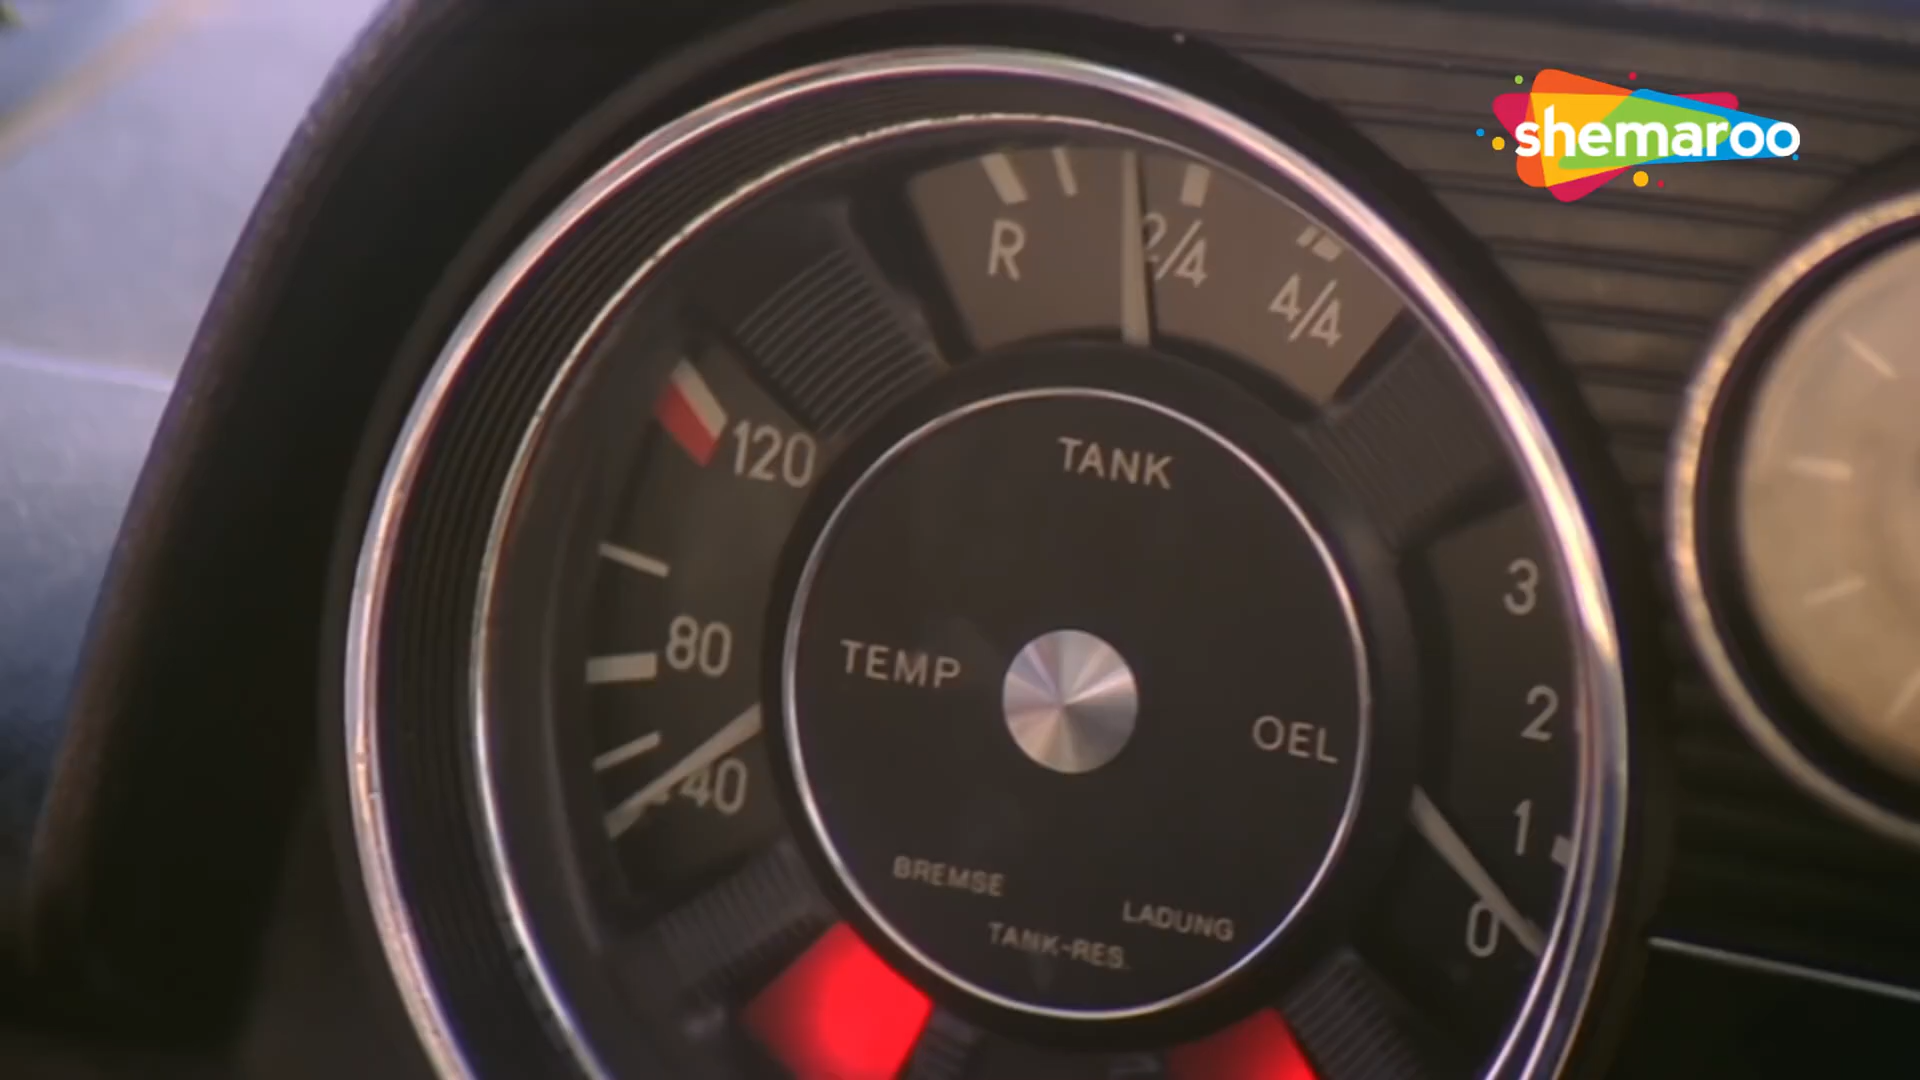 shemaroo
R
2/4
4/4
120
80
40
TANK
TEMP
OEL
3
2
1
0
BREMSE
LADUNG
TANK-RES.